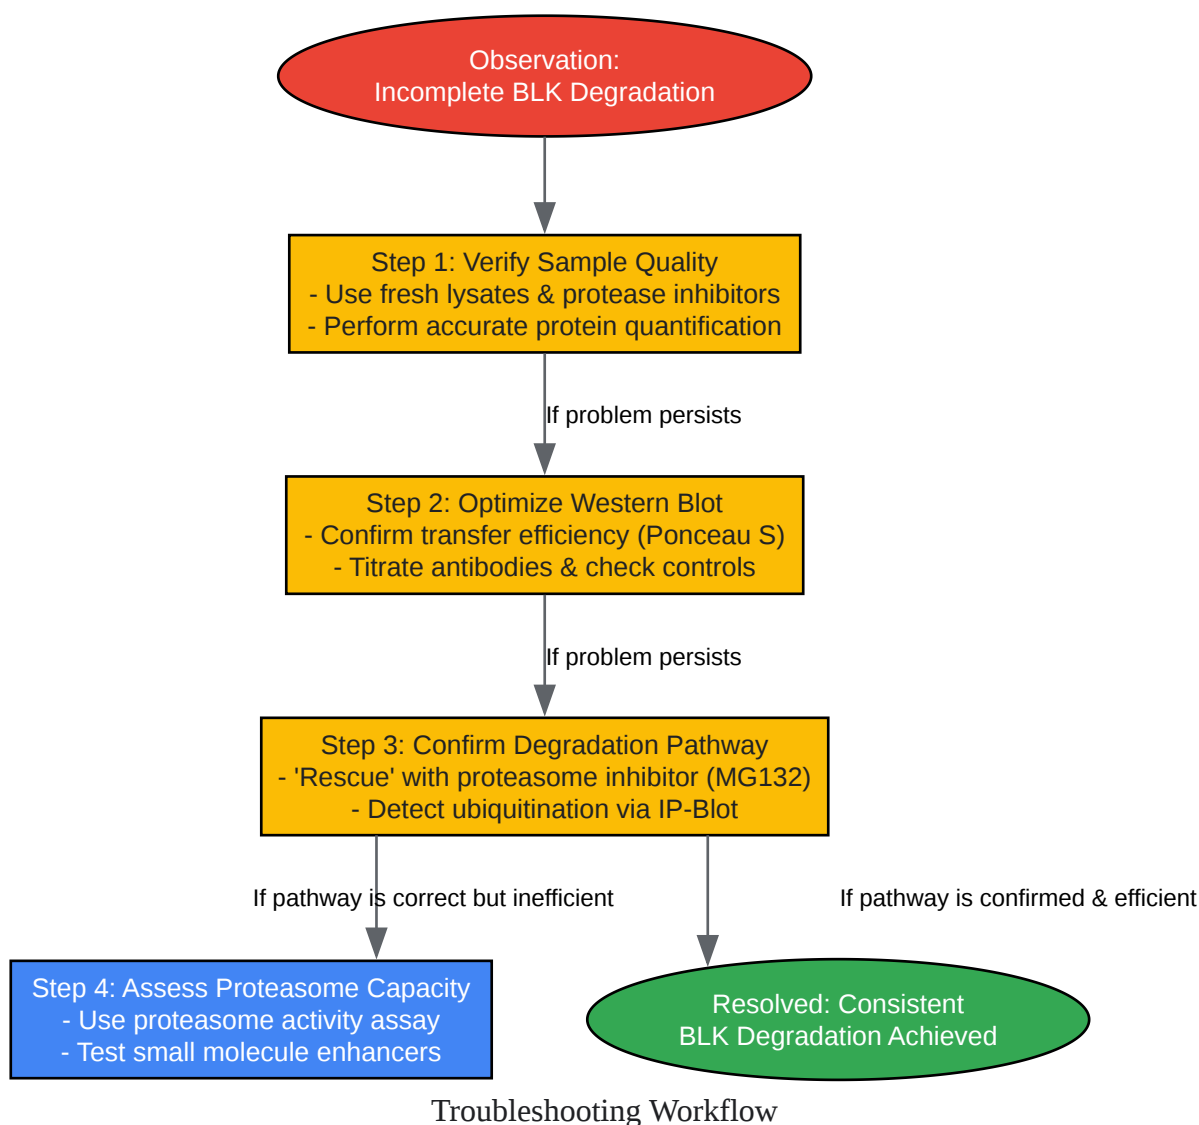 Observation:
Incomplete BLK Degradation
Step 1: Verify Sample Quality
- Use fresh lysates & protease inhibitors
- Perform accurate protein quantification
If problem persists
Step 2: Optimize Western Blot
- Confirm transfer efficiency (Ponceau S)
- Titrate antibodies & check controls
If problem persists
Step 3: Confirm Degradation Pathway
- 'Rescue' with proteasome inhibitor (MG132)
- Detect ubiquitination via IP-Blot
If pathway is correct but inefficient
If pathway is confirmed & efficient
Step 4: Assess Proteasome Capacity
- Use proteasome activity assay
- Test small molecule enhancers
Resolved: Consistent
BLK Degradation Achieved
Troubleshooting Workflow